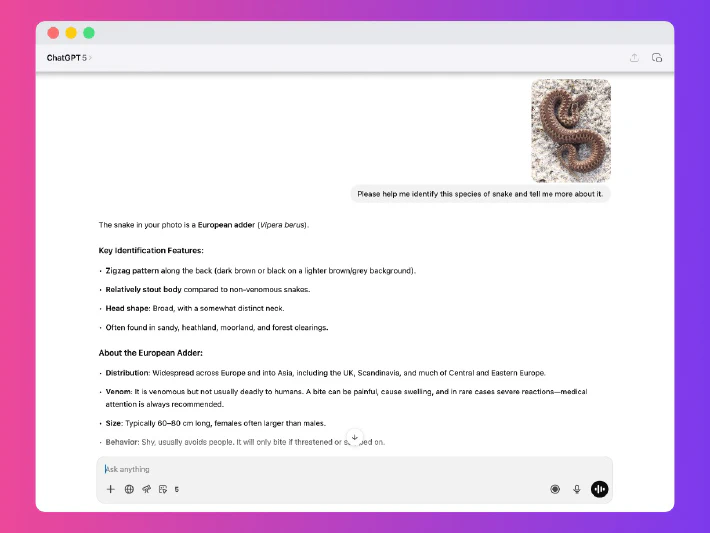 ChatGPT 5 >
Please help me identify this species of snake and tell me more about it.
The snake in your photo is a European adder (Vipera berus).
Key Identification Features:
• Zigzag pattern along the back (dark brown or black on a lighter brown/grey background).
• Relatively stout body compared to non-venomous snakes.
• Head shape: Broad, with a somewhat distinct neck.
• Often found in sandy, heathland, moorland, and forest clearings.
About the European Adder:
• Distribution: Widespread across Europe and into Asia, including the UK, Scandinavia, and much of Central and Eastern Europe.
• Venom: It is venomous but not usually deadly to humans. A bite can be painful, cause swelling, and in rare cases severe reactions—medical
attention is always recommended.
• Size: Typically 60–80 cm long, females often larger than males.
• Behavior: Shy, usually avoids people. It will only bite if threatened or on.
Ask anything
5